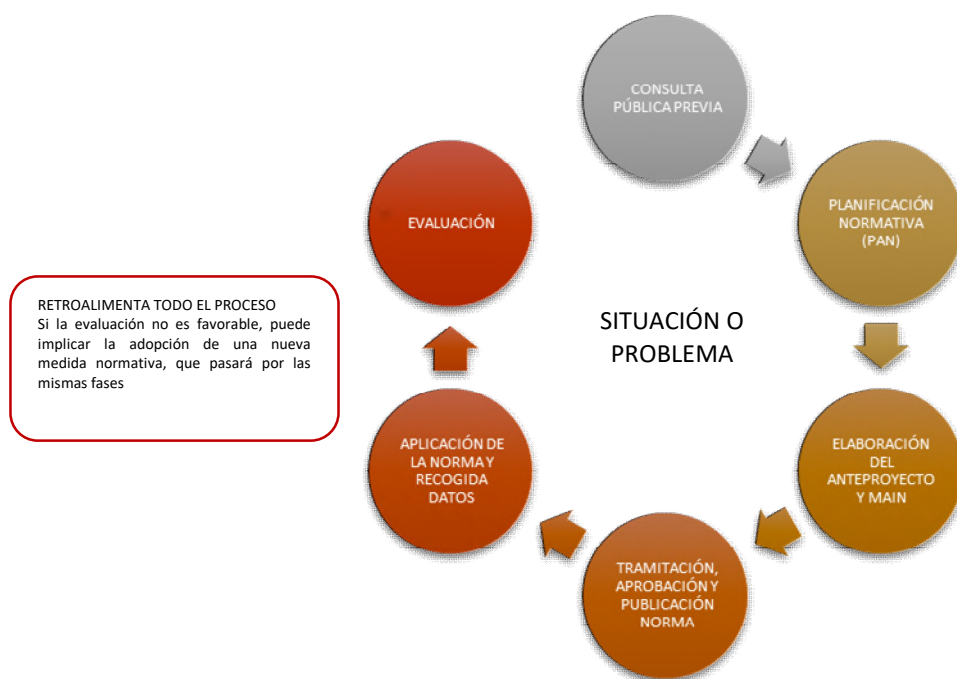 CONSULTA
PÚBLICA PREVIA
PLANIFICACIÓN
NORMATIVA
(PAN)
ELABORACIÓN
DEL
ANTEPROYECTO
Y MAIN
TRAMITACIÓN,
APROBACIÓN Y
PUBLICACIÓN
NORMA
APLICACIÓN DE
LA NORMA Y
RECOGIDA
DATOS
EVALUACIÓN
SITUACIÓN O
PROBLEMA
RETROALIMENTA TODO EL PROCESO
Si la evaluación no es favorable, puede
implicar la adopción de una nueva
medida normativa, que pasará por las
mismas fases